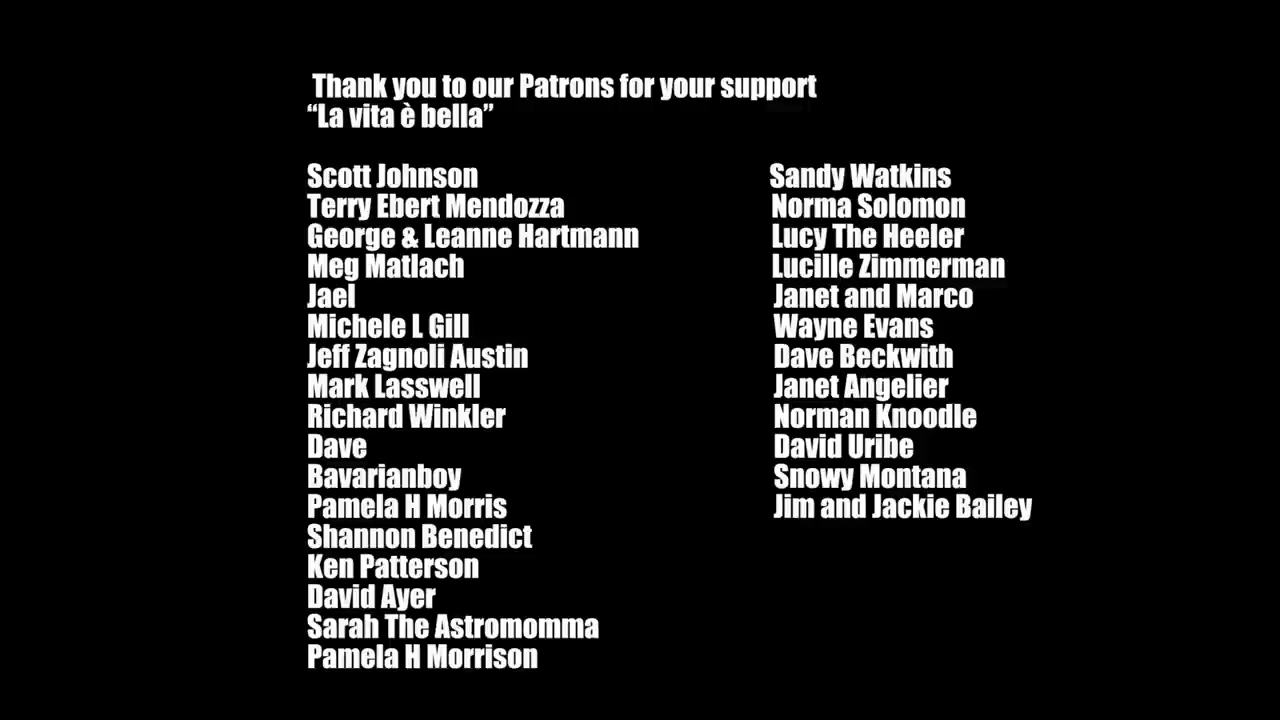 Thank you to our Patrons for your support
“La vita è bella”
Scott Johnson
Terry Ebert Mendozza
George & Leanne Hartmann
Meg Matlach
Jael
Michele L Gill
Jeff Zagnoli Austin
Mark Lasswell
Richard Winkler
Dave
Bavarianboy
Pamela H Morris
Shannon Benedict
Ken Patterson
David Ayer
Sarah The Astromomma
Pamela H Morrison
Sandy Watkins
Norma Solomon
Lucy The Heeler
Lucille Zimmerman
Janet and Marco
Wayne Evans
Dave Beckwith
Janet Angelier
Norman Knoodle
David Uribe
Snowy Montana
Jim and Jackie Bailey